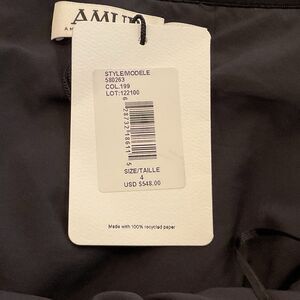 STYLE/MODELE
580263
COL.199
LOT:122100
SIZE/TAILLE
4
USD $548.00
Made with 100% recycled paper